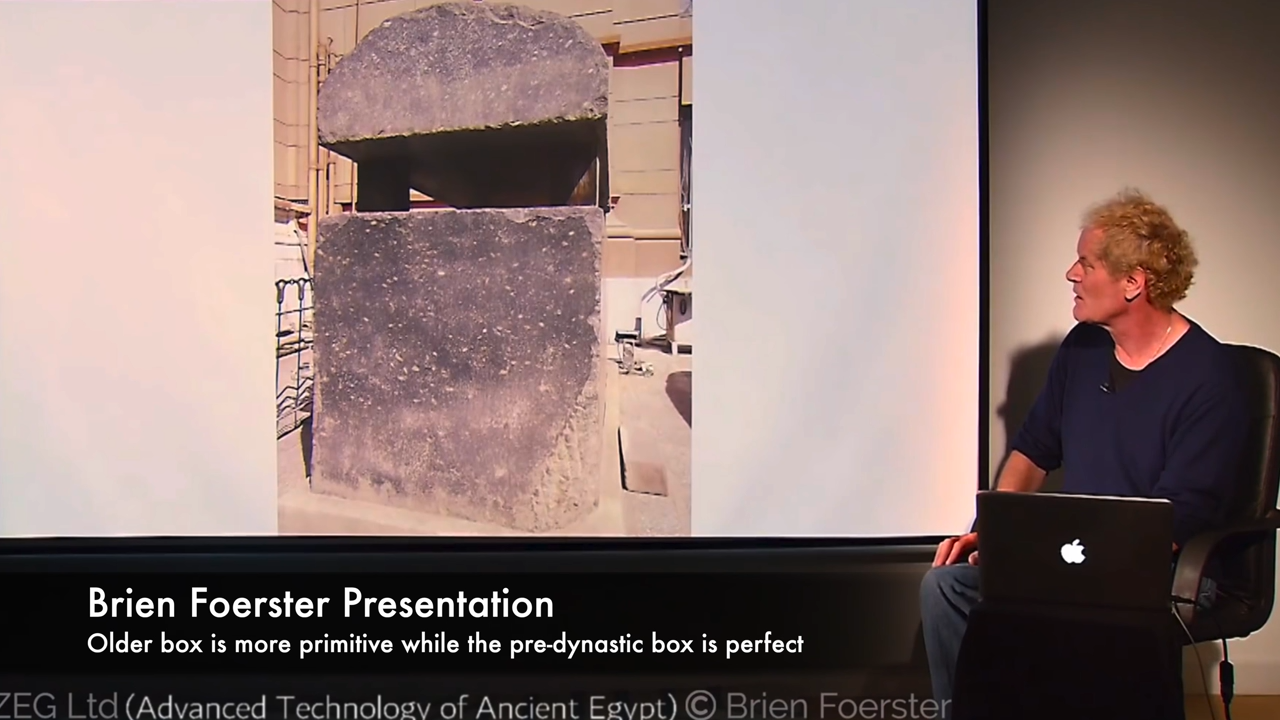 Brien Foerster Presentation
Older box is more primitive while the pre-dynastic box is perfect
ZEG Ltd (Advanced Technology of Ancient Egypt) © Brien Foerster